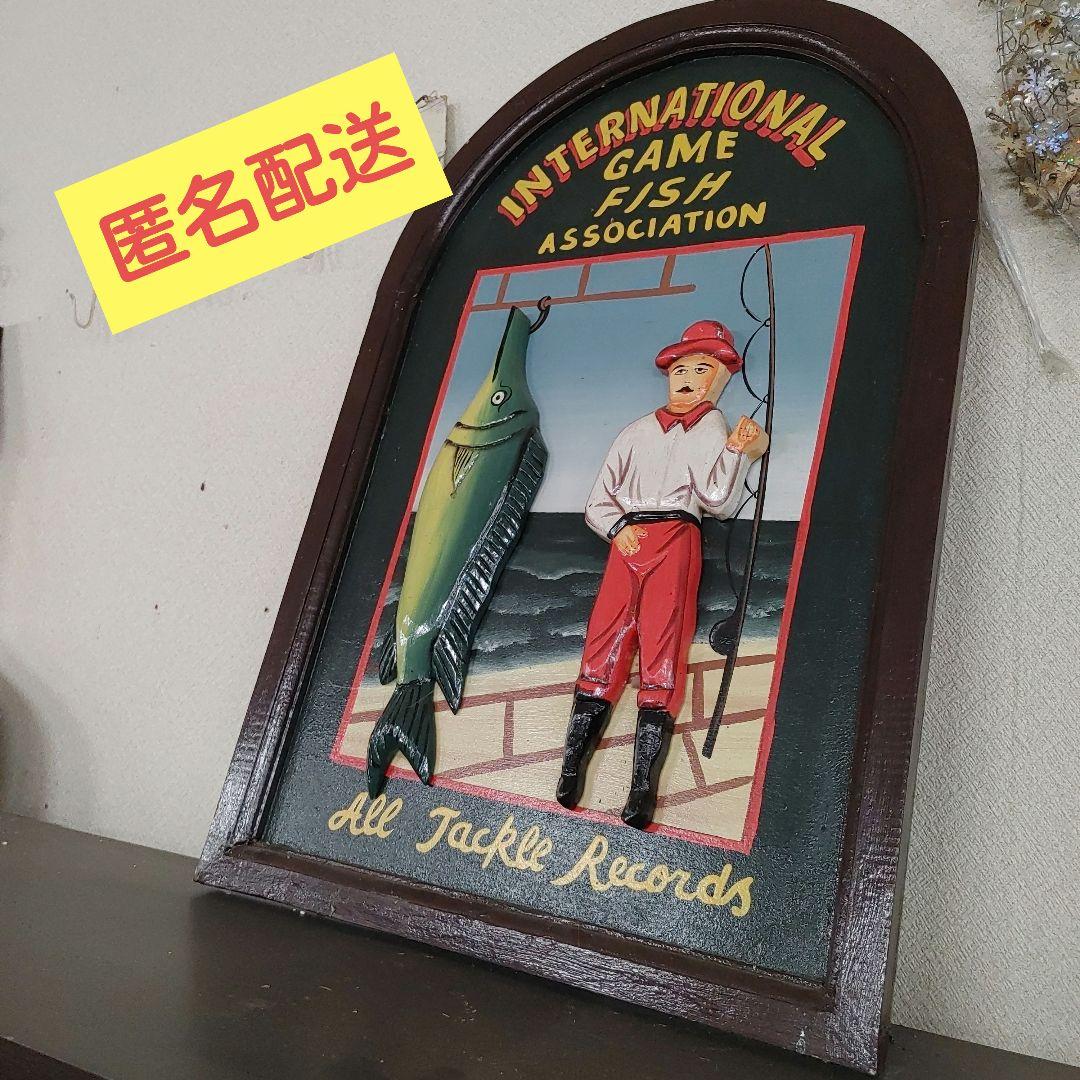 匿名配送
INTERNATIONAL
GAME
FISH
ASSOCIATION
All Tackle Records